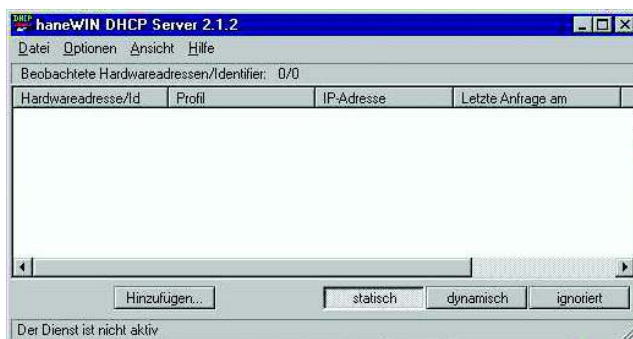 DHCP haneWIN DHCP Server 2.1.2
Datei Optionen Ansicht Hilfe
Beobachtete Hardwareadressen/Identifier: 0/0
Hardwareadresse/Id Profil IP-Adresse Letzte Anfrage am
Hinzufügen... statisch dynamisch ignoriert
Der Dienst ist nicht aktiv